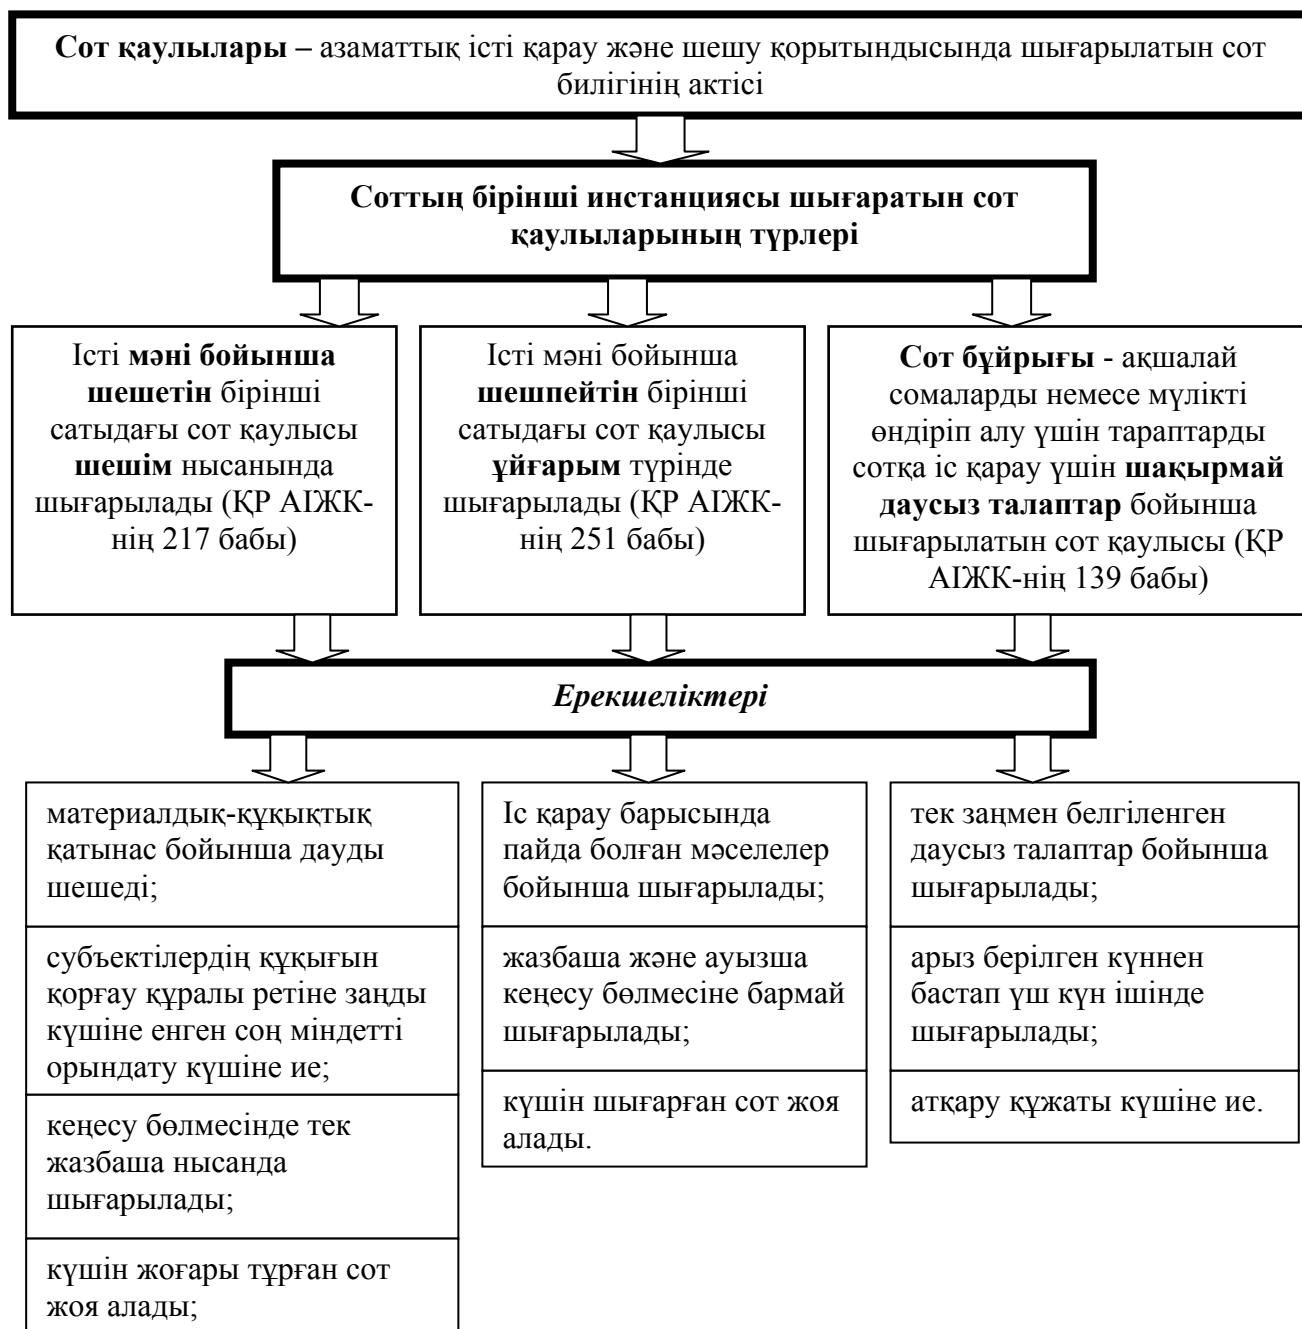 Сот қаулылары – азаматтық істі қарау және шешу қорытындысында шығарылатын сот
билігінің актісі
Соттың бірінші инстанциясы шығаратын сот
қаулыларының түрлері
Істі мәні бойынша
шешетін бірінші
сатыдағы сот қаулысы
шешім нысанында
шығарылады (ҚР АІЖК-
нің 217 бабы)
Істі мәні бойынша
шешпейтін бірінші
сатыдағы сот қаулысы
ұйғарым түрінде
шығарылады (ҚР АІЖК-
нің 251 бабы)
Сот бұйрығы - ақшалай
сомаларды немесе мүлікті
өндіріп алу үшін тараптарды
сотқа іс қарау үшін шақырмай
даусыз талаптар бойынша
шығарылатын сот қаулысы (ҚР
АІЖК-нің 139 бабы)
Ерекшеліктері
материалдық-құқықтық
қатынас бойынша дауды
шешеді;
субъектілердің құқығын
қорғау құралы ретіне заңды
күшіне енген соң міндетті
орындату күшіне ие;
кеңесу бөлмесінде тек
жазбаша нысанда
шығарылады;
күшін жоғары тұрған сот
жоя алады;
Іс қарау барысында
пайда болған мәселелер
бойынша шығарылады;
жазбаша және ауызша
кеңесу бөлмесіне бармай
шығарылады;
күшін шығарған сот жоя
алады.
тек заңмен белгіленген
даусыз талаптар бойынша
шығарылады;
арыз берілген күннен
бастап үш күн ішінде
шығарылады;
атқару құжаты күшіне ие.